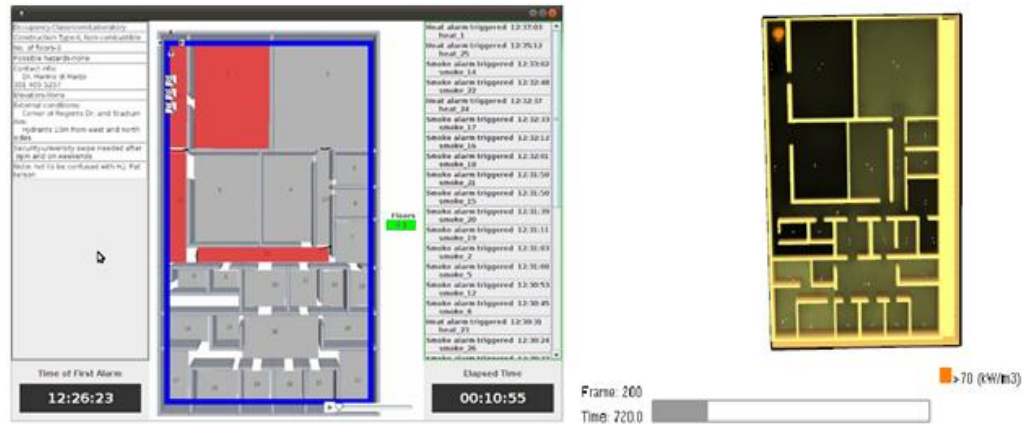 Occupancy-Classroom/Laboratory
Construction Type-II, Non combustible
No. of floors-3
Possible hazards-none
Contact info:
Dr. Marino di Marzo
301 405-5257
Elevators-None
External conditions:
Corner of Regents Dr. and Stadium
Hydrants 10m from east and north
sides
Security-university swipe needed after
pm and on weekends
Note: not to be confused with
Floors
Heat alarm triggered 12:37:03
heat_1
Heat alarm triggered 12:35:12
heat_25
Smoke alarm triggered 12:33:02
smoke_14
Smoke alarm triggered 12:32:48
smoke_22
Heat alarm triggered 12:32:37
heat_24
Smoke alarm triggered 12:32:33
smoke_17
Smoke alarm triggered 12:32:12
smoke_16
Smoke alarm triggered 12:32:01
smoke_18
Smoke alarm triggered 12:31:50
smoke_21
Smoke alarm triggered 12:31:50
smoke_15
Smoke alarm triggered 12:31:39
smoke_20
Smoke alarm triggered 12:31:11
smoke_19
Smoke alarm triggered 12:31:03
smoke_2
Smoke alarm triggered 12:31:00
smoke_5
Smoke alarm triggered 12:30:53
smoke_12
Smoke alarm triggered 12:30:45
smoke_6
Heat alarm triggered 12:30:31
heat_23
Smoke alarm triggered 12:30:24
smoke_26
Time of First Alarm
12:26:23
Elapsed Time
00:10:55
>70 (kW/m3)
Frame: 200
Time: 720.0